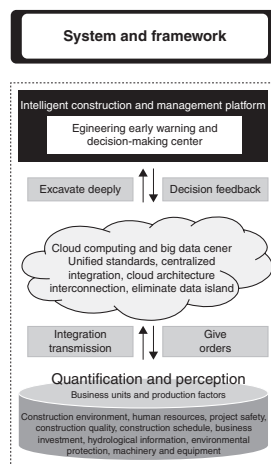 System and framework
Intelligent construction and management platform
Egineering early warning and
decision-making center
Excavate deeply
Decision feedback
Cloud computing and big data cener
Unified standards, centralized
integration, cloud architecture
interconnection, eliminate data island
Integration
transmission
Give
orders
Quantification and perception
Business units and production factors
Construction environment, human resources, project safety,
construction quality, construction schedule, business
investment, hydrological information, environmental
protection, machinery and equipment